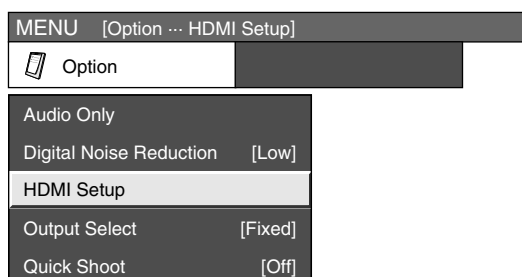 MENU [Option ··· HDMI Setup]
Option
Audio Only
Digital Noise Reduction [Low]
HDMI Setup
Output Select [Fixed]
Quick Shoot [Off]